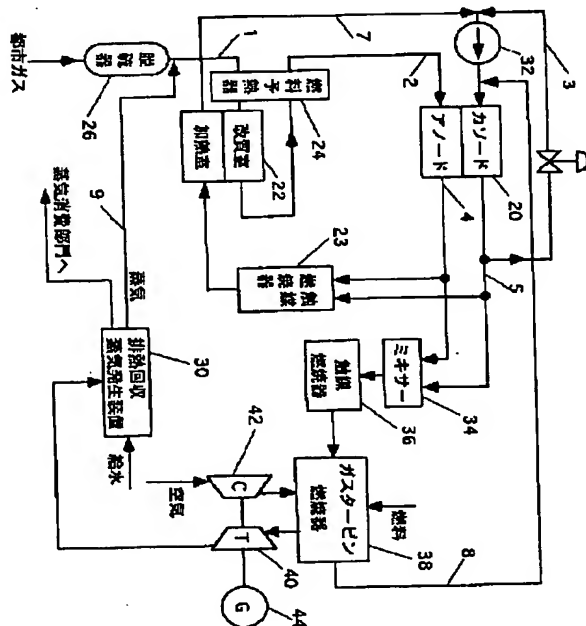 7
32
3
1
2
都市ガス
脱硫器
26
燃料予熱器
24
加熱室
改質室
22
アノード
カソード
20
4
5
9
蒸気消費部門へ
蒸気
23
触媒
燃焼器
ミキサー
34
排熱回収
蒸気発生装置
30
給水
触媒
燃焼器
36
42
空気
C
ガスタービン
燃焼器
38
燃料
8
T
40
G
44